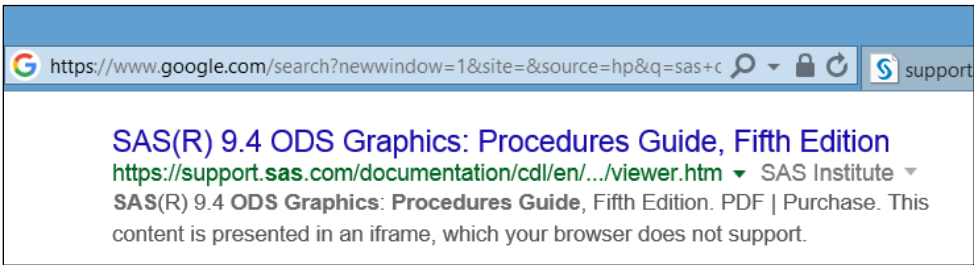 https://www.google.com/search?newwindow=1&site=&source=hp&q=sas+c
support
SAS(R) 9.4 ODS Graphics: Procedures Guide, Fifth Edition
https://support.sas.com/documentation/cdl/en/.../viewer.htm SAS Institute
SAS(R) 9.4 ODS Graphics: Procedures Guide, Fifth Edition. PDF | Purchase. This
content is presented in an iframe, which your browser does not support.